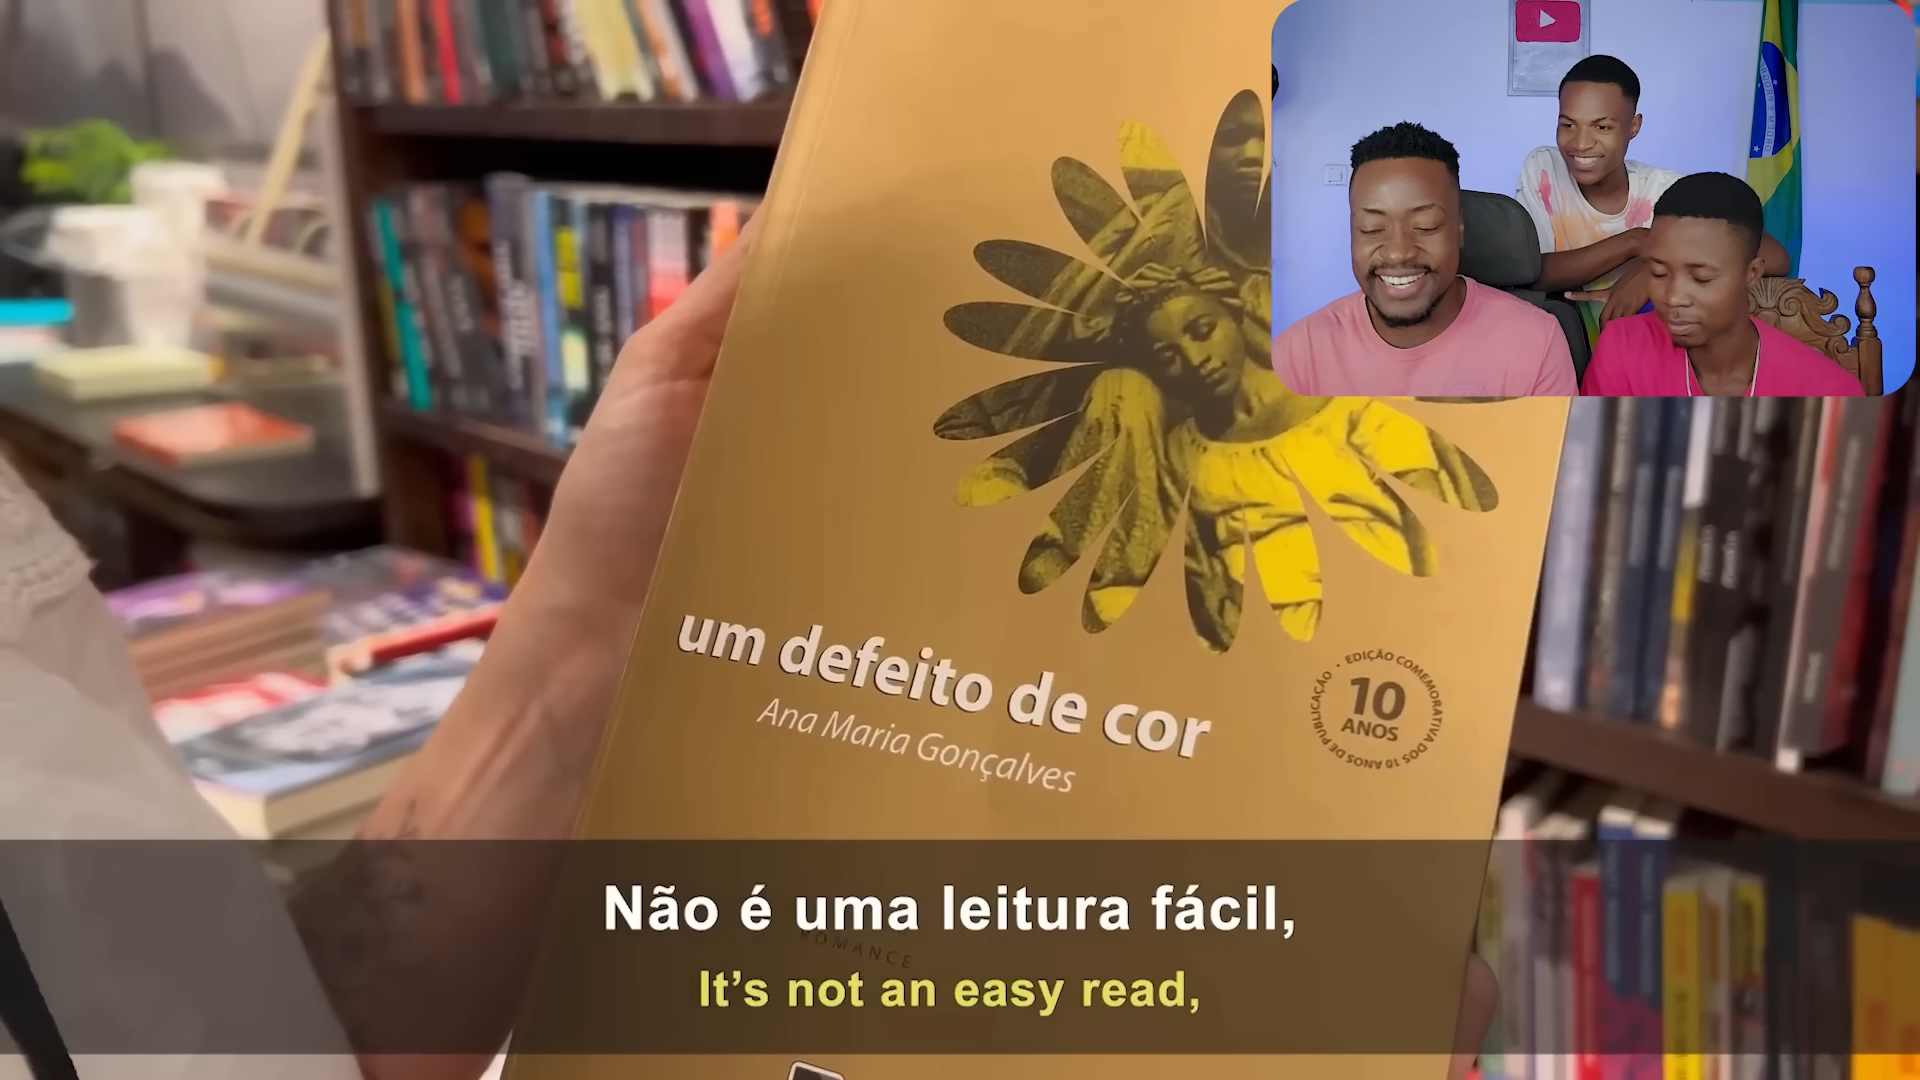 um defeito de cor
Ana Maria Gonçalves
• EDIÇÃO COMEMORATIVA DOS 10 ANOS DE PUBLICAÇÃO
10
ANOS
ROMANCE
Não é uma leitura fácil,
It’s not an easy read,